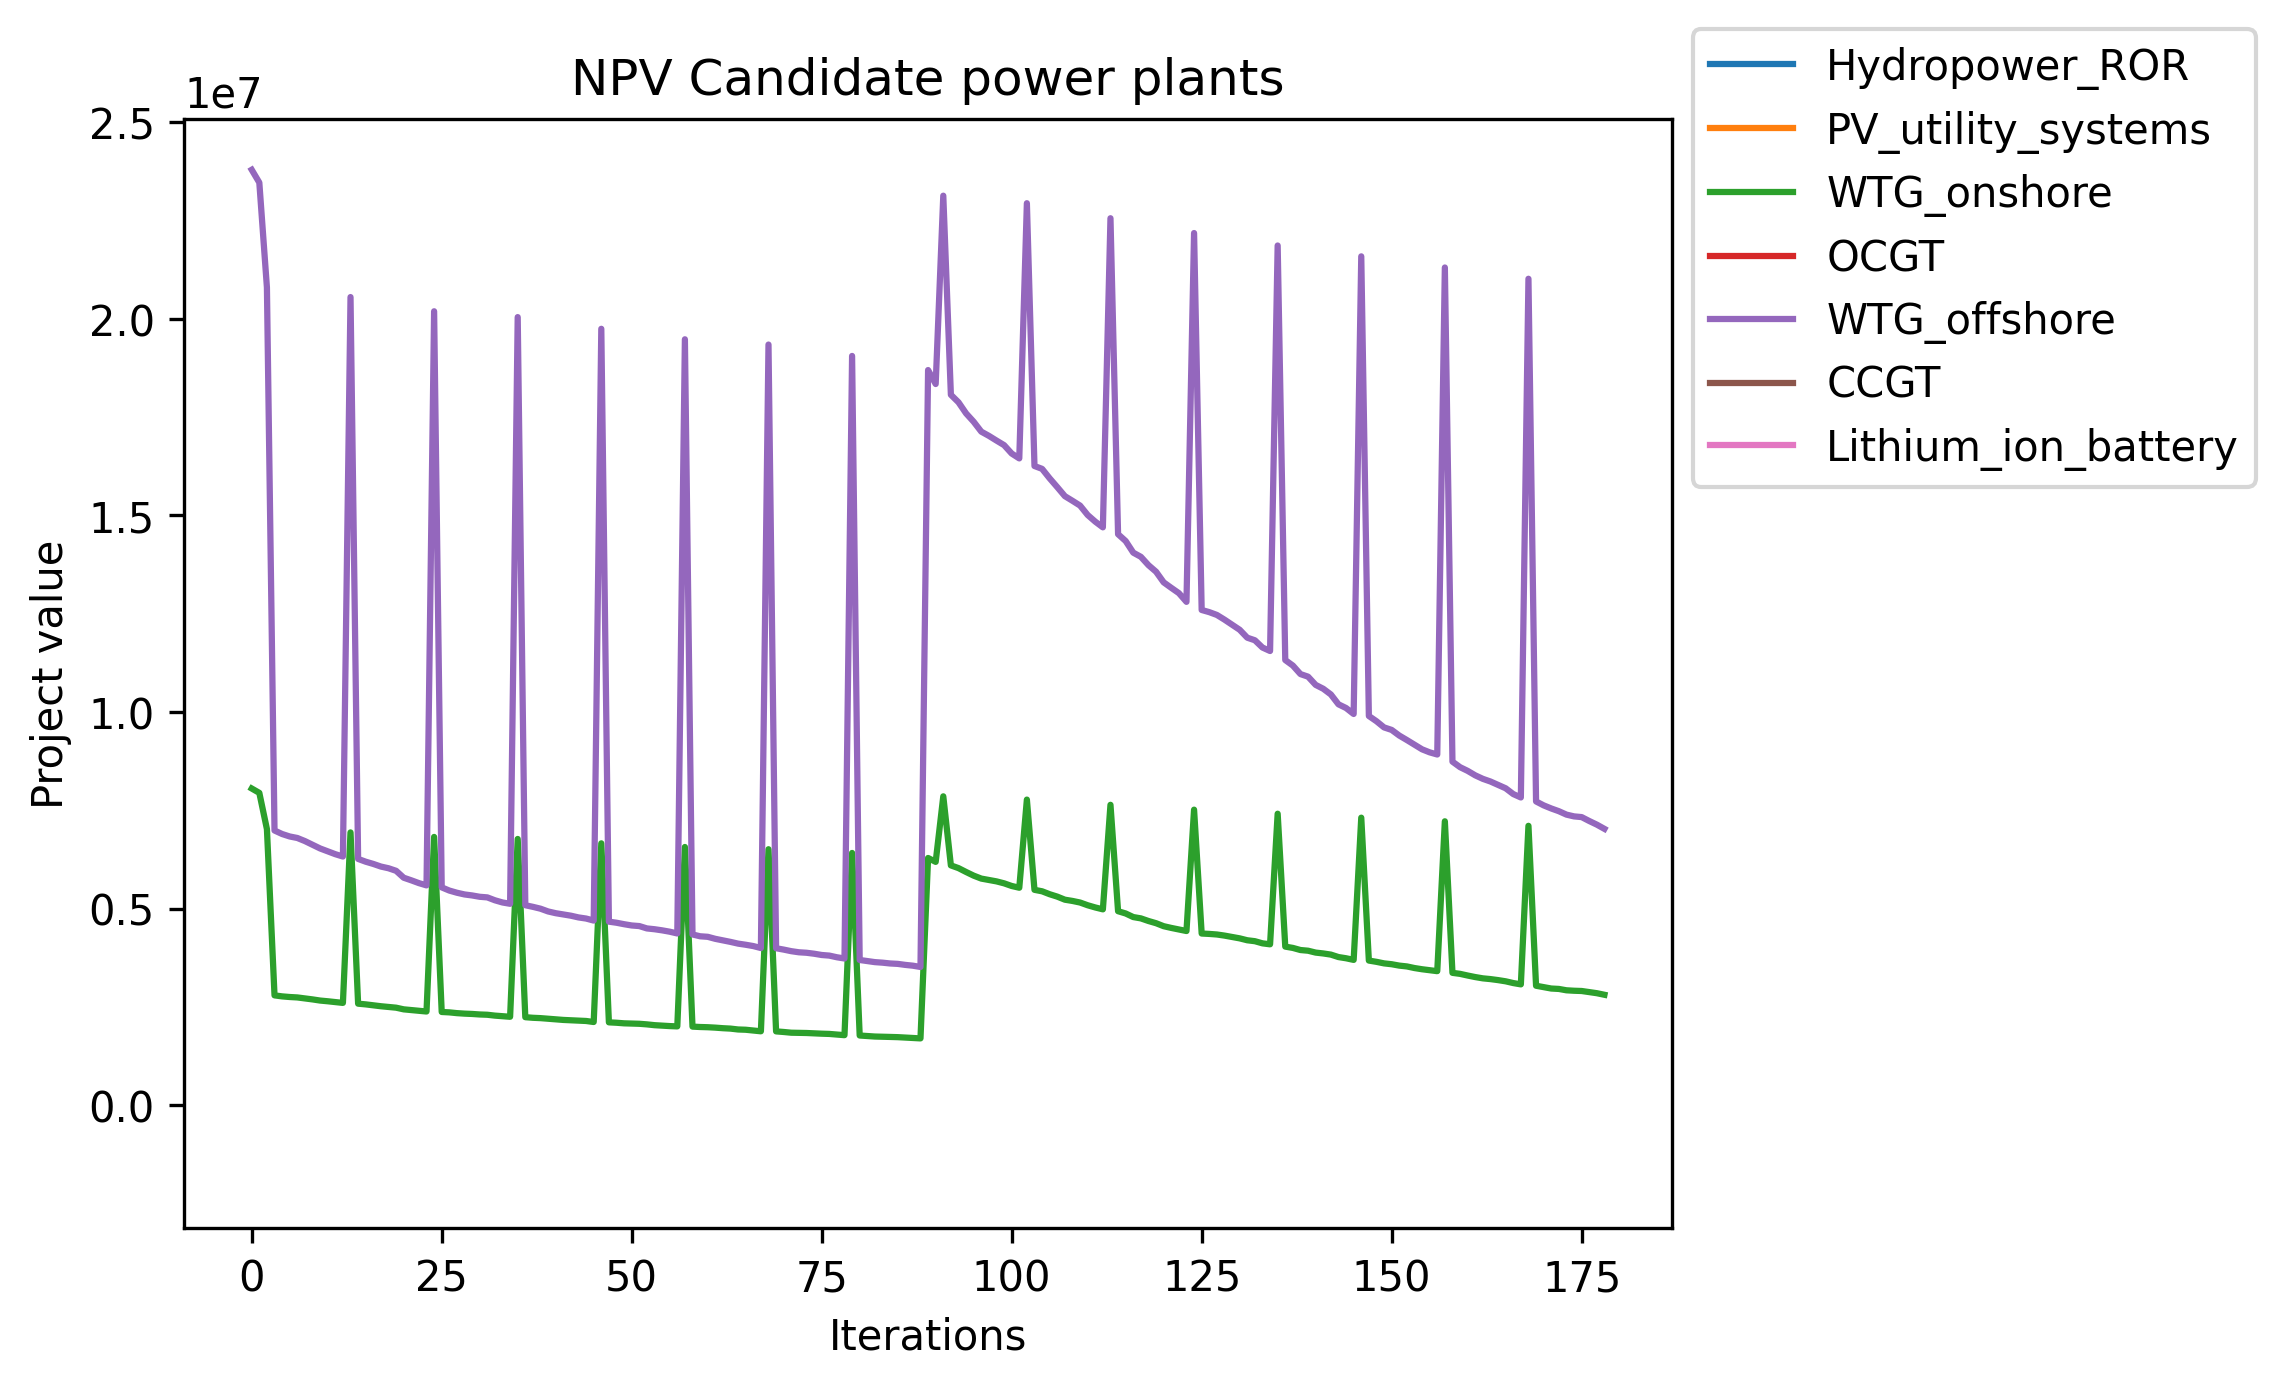 NPV Candidate power plants
1e7
2.5
2.0
1.5
1.0
0.5
0.0
Project value
0
25
50
75
100
125
150
175
Iterations
Hydropower_ROR
PV_utility_systems
WTG_onshore
OCGT
WTG_offshore
CCGT
Lithium_ion_battery